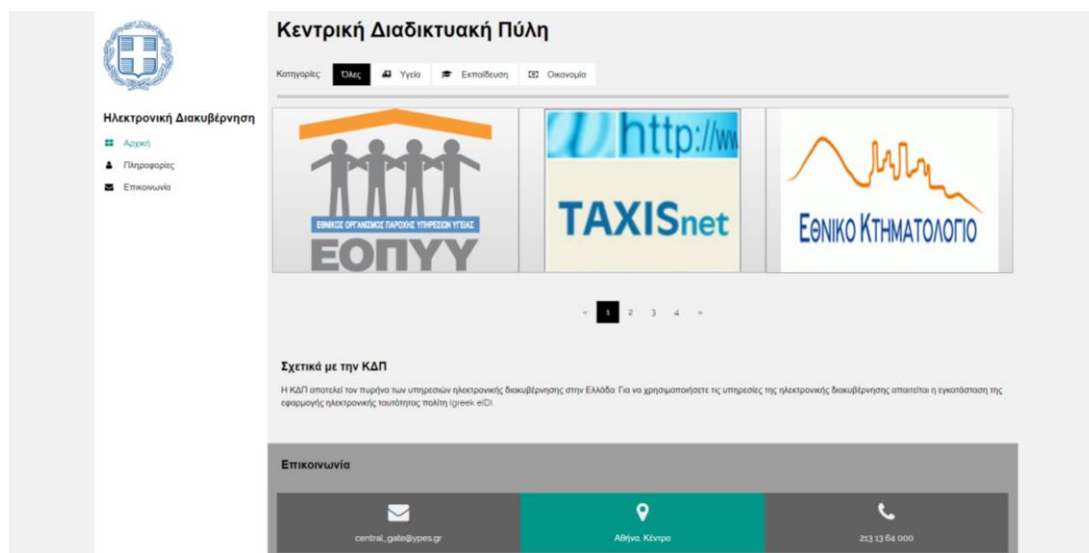 Κεντρική Διαδικτυακή Πύλη
Κατηγορίες: Όλες Υγεία Εκπαίδευση Οικονομία
Ηλεκτρονική Διακυβέρνηση
Αρχική
Πληροφορίες
Επικοινωνία
ΕΘΝΙΚΟΣ ΟΡΓΑΝΙΣΜΟΣ ΠΑΡΟΧΗΣ ΥΠΗΡΕΣΙΩΝ ΥΓΕΙΑΣ
ΕΟΠΥΥ
@ http://ww
TAXISnet
ΕΘΝΙΚΟ ΚΤΗΜΑΤΟΛΟΓΙΟ
« 1 2 3 4 »
Σχετικά με την ΚΔΠ
Η ΚΔΠ αποτελεί τον πυρήνα των υπηρεσιών ηλεκτρονικής διακυβέρνησης στην Ελλάδα. Για να χρησιμοποιήσετε τις υπηρεσίες της ηλεκτρονικής διακυβέρνησης απαιτείται η εγκατάσταση της
εφαρμογής ηλεκτρονικής ταυτότητας πολίτη (greek eID).
Επικοινωνία
central_gate@ypes.gr
Αθήνα, Κέντρο
213 13 64 000